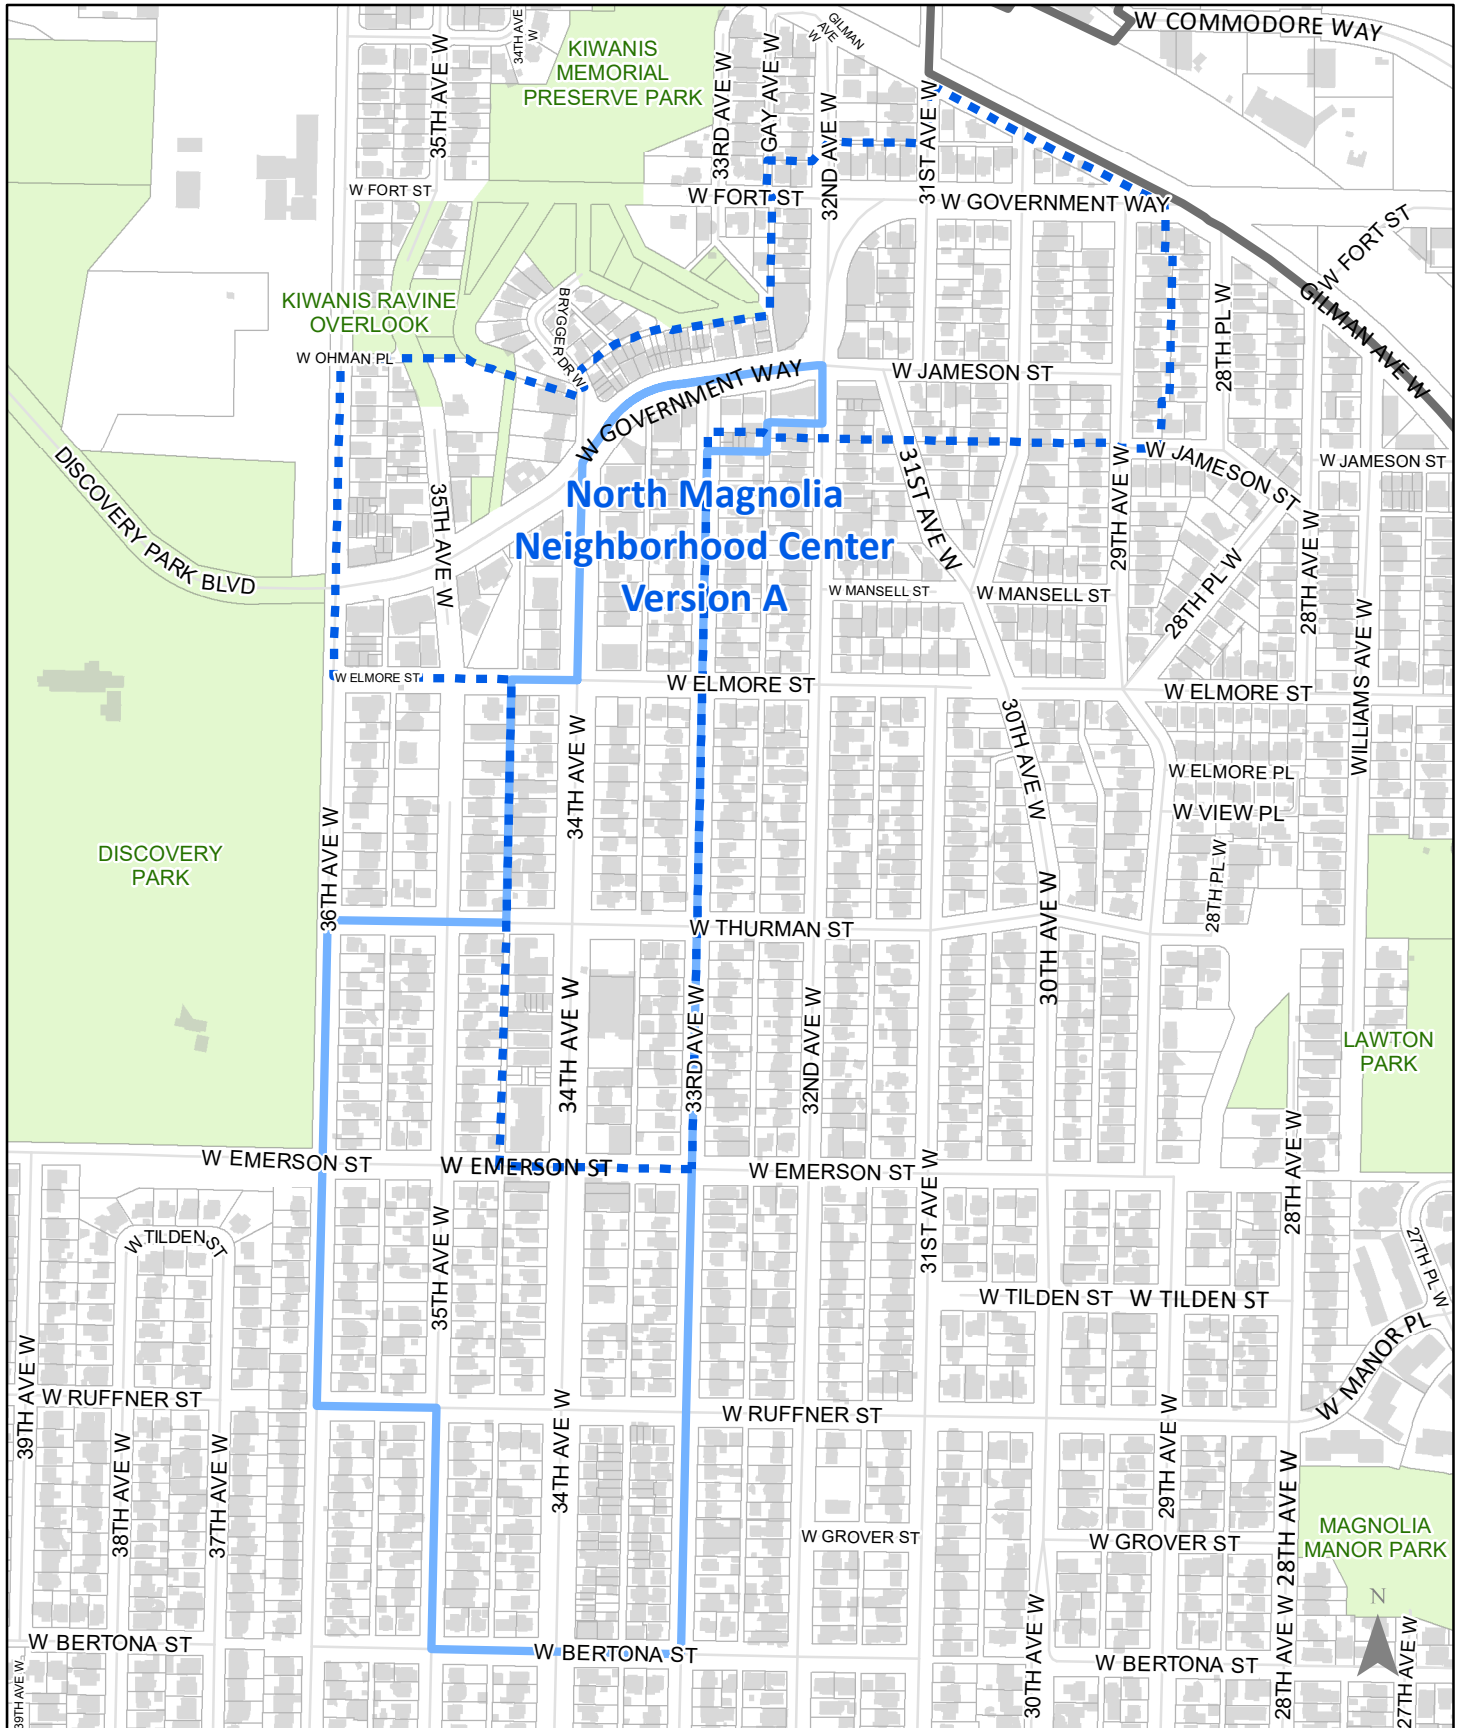 W COMMODORE WAY
34TH AVE
W
GILMAN
AVE
W
KIWANIS
MEMORIAL
PRESERVE PARK
35TH AVE W
33RD AVE W
GAY AVE W
32ND AVE W
31ST AVE W
W FORT ST
W FORT ST
W GOVERNMENT WAY
W FORT ST
KIWANIS RAVINE
OVERLOOK
BRYGGER DR W
28TH PL W
GILMAN AVE W
W OHMAN PL
W GOVERNMENT WAY
W JAMESON ST
DISCOVERY PARK BLVD
35TH AVE W
31ST AVE W
29TH AVE W
W JAMESON ST
W JAMESON ST
North Magnolia
Neighborhood Center
Version A
28TH PL W
28TH AVE W
W MANSELL ST
W MANSELL ST
WILLIAMS AVE W
W ELMORE ST
W ELMORE ST
W ELMORE ST
34TH AVE W
30TH AVE W
W ELMORE PL
W VIEW PL
36TH AVE W
DISCOVERY
PARK
28TH PL W
30TH AVE W
W THURMAN ST
34TH AVE W
33RD AVE W
32ND AVE W
LAWTON
PARK
W EMERSON ST
W EMERSON ST
W EMERSON ST
31ST AVE W
28TH AVE W
W TILDEN ST
35TH AVE W
27TH PL W
W TILDEN ST
W TILDEN ST
W MANOR PL
39TH AVE W
W RUFFNER ST
34TH AVE W
W RUFFNER ST
29TH AVE W
38TH AVE W
37TH AVE W
28TH AVE W
W GROVER ST
W GROVER ST
MAGNOLIA
MANOR PARK
N
W BERTONA ST
W BERTONA ST
W BERTONA ST
39TH AVE W
30TH AVE W
28TH AVE W
27TH AVE W